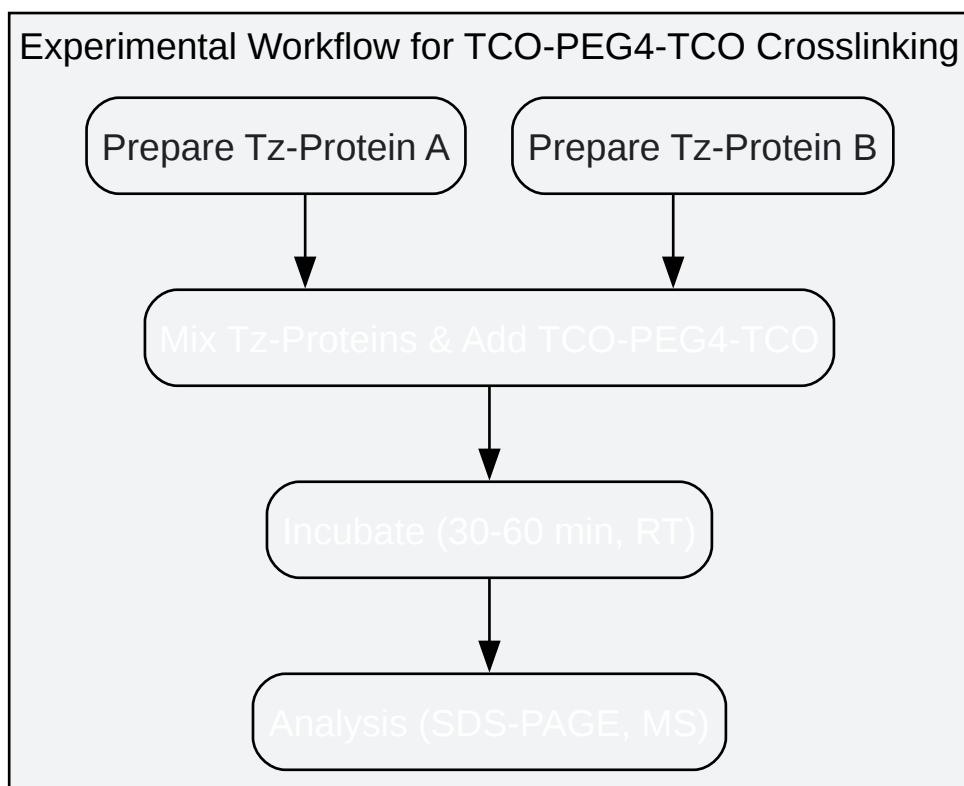 Experimental Workflow for TCO-PEG4-TCO Crosslinking
Prepare Tz-Protein A
Prepare Tz-Protein B
Mix Tz-Proteins & Add TCO-PEG4-TCO
Incubate (30-60 min, RT)
Analysis (SDS-PAGE, MS)